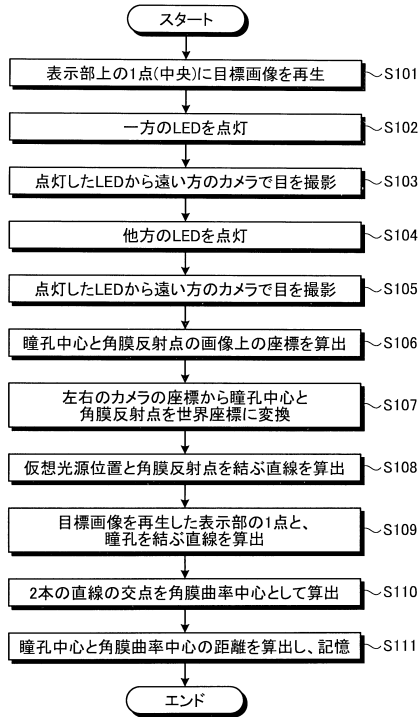 スタート
表示部上の1点(中央)に目標画像を再生
S101
一方のLEDを点灯
S102
点灯したLEDから遠い方のカメラで目を撮影
S103
他方のLEDを点灯
S104
点灯したLEDから遠い方のカメラで目を撮影
S105
瞳孔中心と角膜反射点の画像上の座標を算出
S106
左右のカメラの座標から瞳孔中心と
角膜反射点を世界座標に変換
S107
仮想光源位置と角膜反射点を結ぶ直線を算出
S108
目標画像を再生した表示部の1点と、
瞳孔を結ぶ直線を算出
S109
2本の直線の交点を角膜曲率中心として算出
S110
瞳孔中心と角膜曲率中心の距離を算出し、記憶
S111
エンド